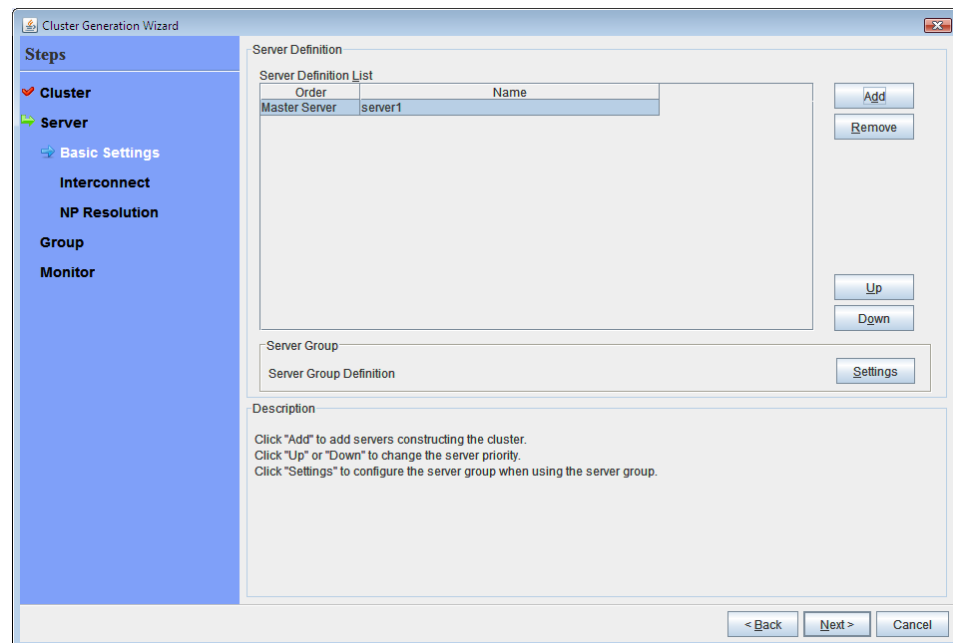 Cluster Generation Wizard
Steps
Cluster
Server
Basic Settings
Interconnect
NP Resolution
Group
Monitor
Server Definition
Server Definition List
Order Name
Master Server server1
Add
Remove
Up
Down
Server Group
Server Group Definition
Settings
Description
Click "Add" to add servers constructing the cluster.
Click "Up" or "Down" to change the server priority.
Click "Settings" to configure the server group when using the server group.
< Back Next > Cancel